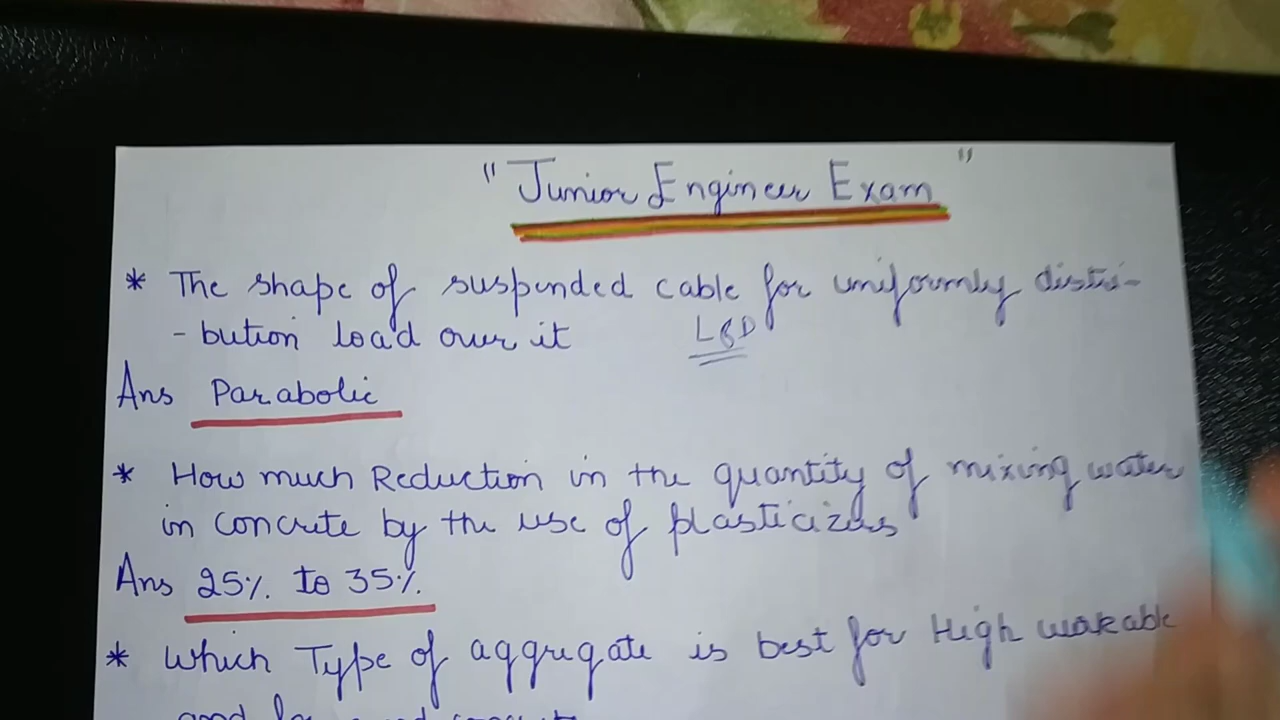 "Junior Engineer Exam"
* The shape of suspended cable for uniformly distri-
- bution load over it
Ans Parabolic
* How much Reduction in the quantity of mixing water
in concrete by the use of plasticizers
Ans 25% to 35%
* Which Type of aggregate is best for High workable
and